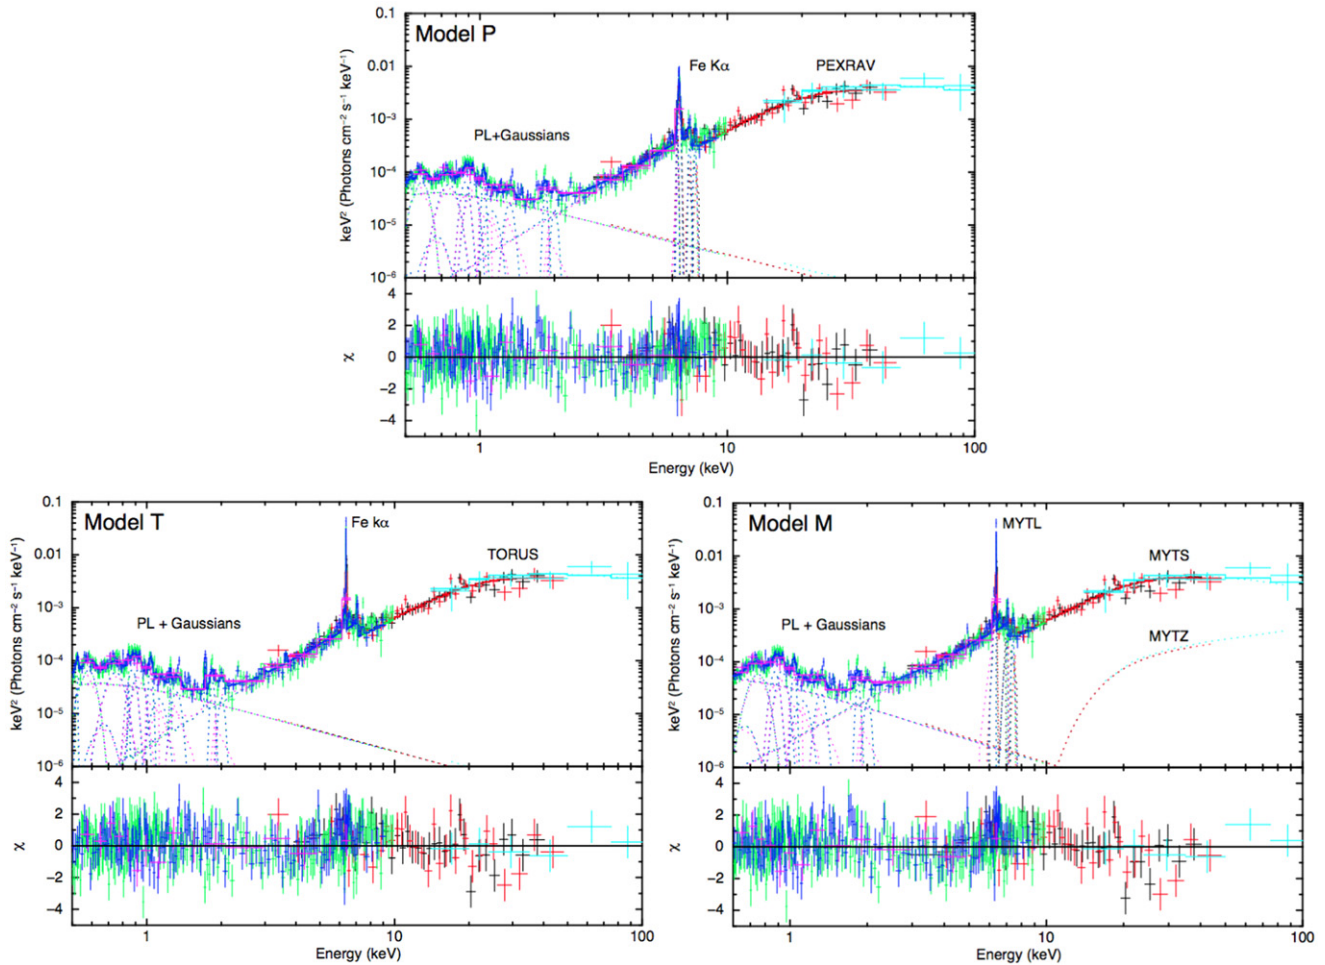 Model P
Fe Kα
PEXRAV
PL+Gaussians
keV² (Photons cm⁻² s⁻¹ keV⁻¹)
0.1
0.01
10⁻³
10⁻⁴
10⁻⁵
10⁻⁶
χ
4
2
0
−2
−4
1
10
100
Energy (keV)
Model T
Fe kα
TORUS
PL + Gaussians
keV² (Photons cm⁻² s⁻¹ keV⁻¹)
0.1
0.01
10⁻³
10⁻⁴
10⁻⁵
10⁻⁶
χ
4
2
0
−2
−4
1
10
100
Energy (keV)
Model M
MYTL
MYTS
PL + Gaussians
MYTZ
keV² (Photons cm⁻² s⁻¹ keV⁻¹)
0.1
0.01
10⁻³
10⁻⁴
10⁻⁵
10⁻⁶
χ
4
2
0
−2
−4
1
10
100
Energy (keV)